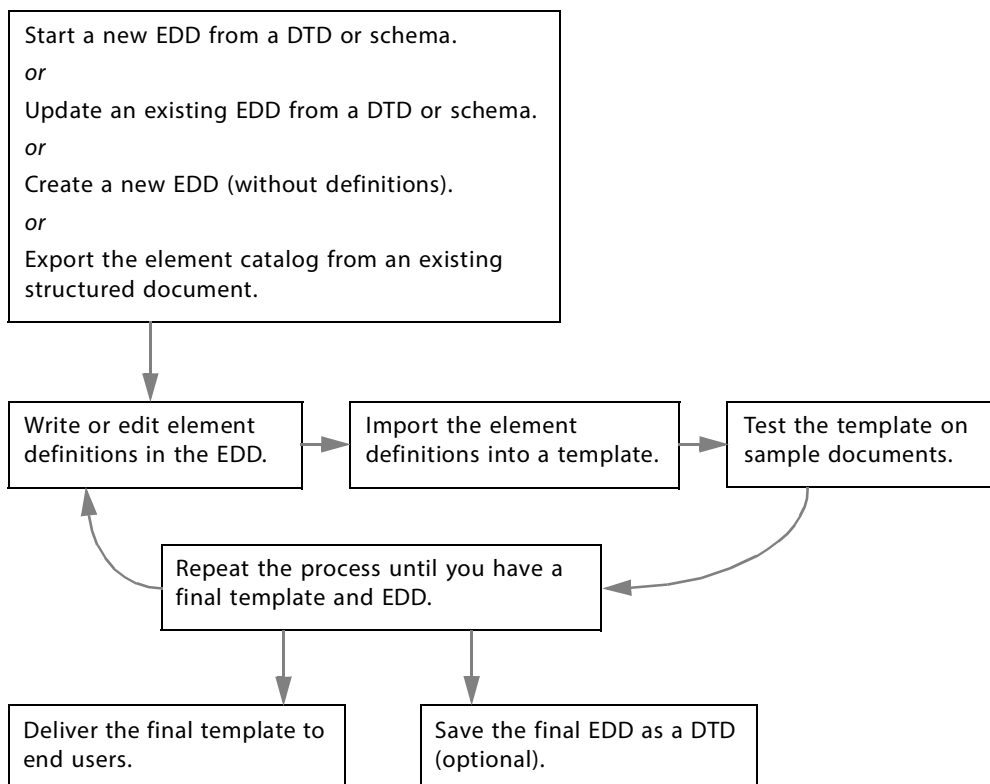 Start a new EDD from a DTD or schema.
or
Update an existing EDD from a DTD or schema.
or
Create a new EDD (without definitions).
or
Export the element catalog from an existing
structured document.
Write or edit element
definitions in the EDD.
Import the element
definitions into a template.
Test the template on
sample documents.
Repeat the process until you have a
final template and EDD.
Deliver the final template to
end users.
Save the final EDD as a DTD
(optional).